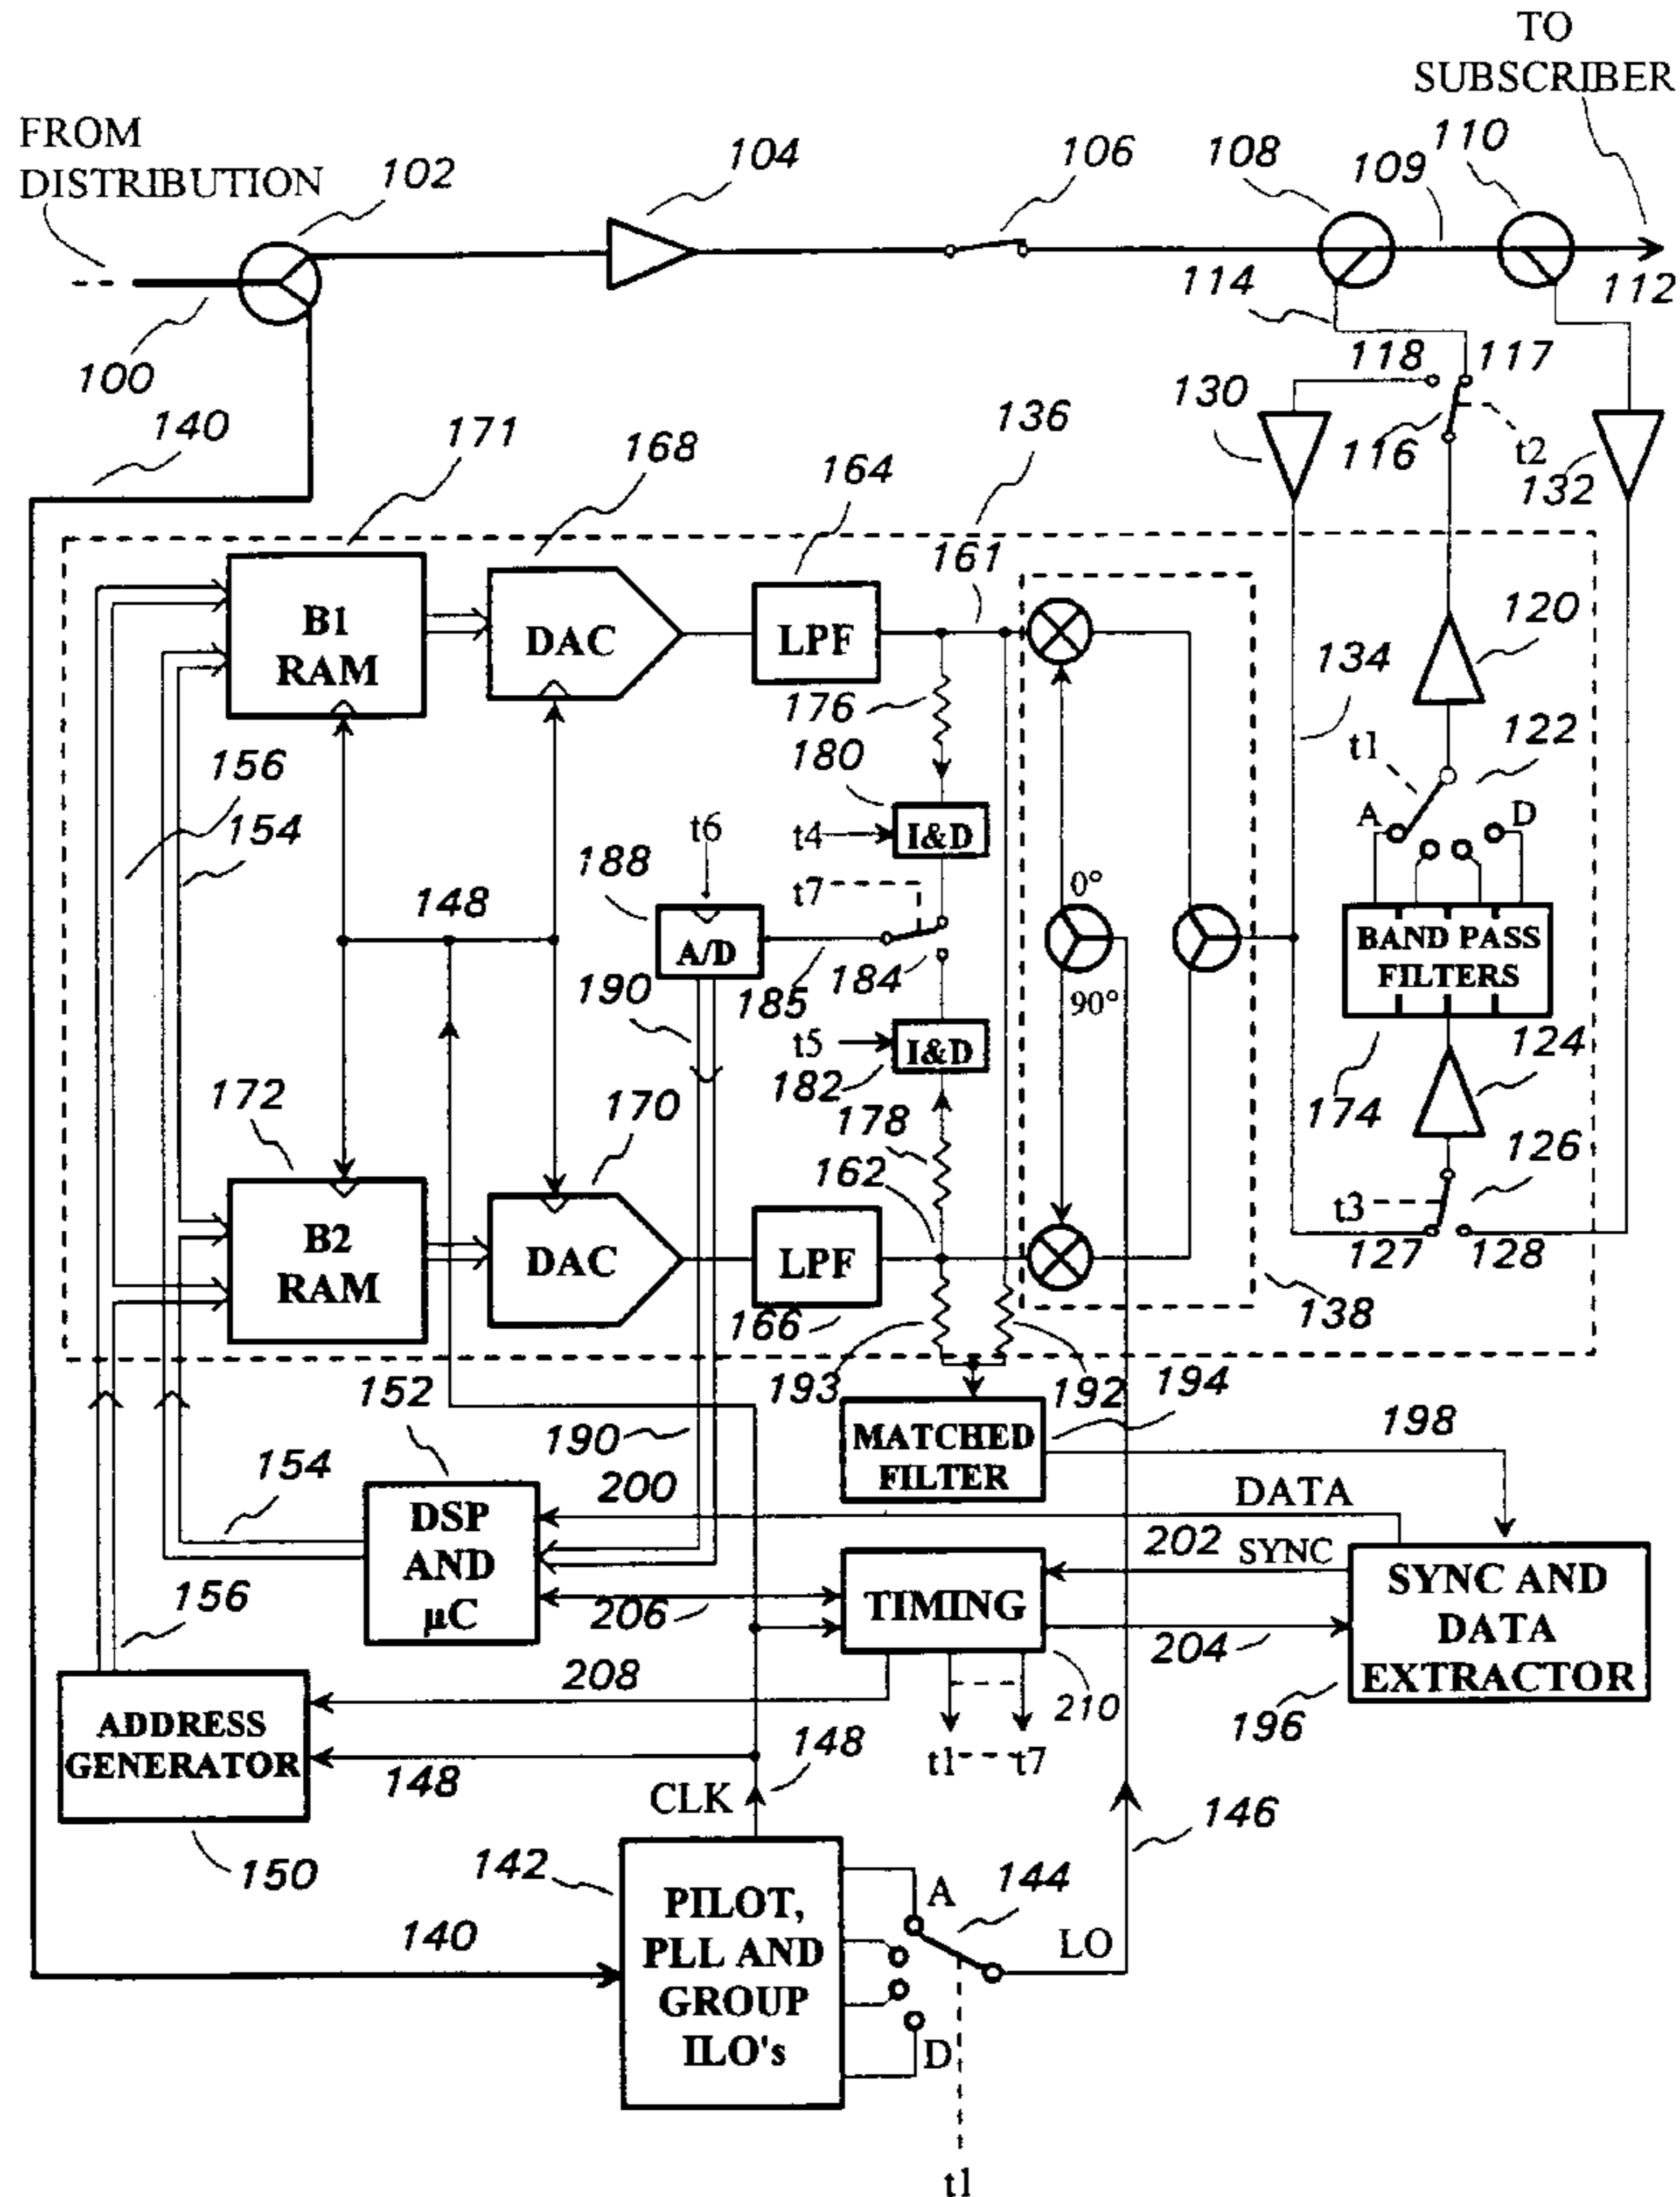 TO
SUBSCRIBER
FROM
DISTRIBUTION
102
104
106
108
109
110
100
114
112
118
117
140
171
168
136
164
130
116
t2
132
161
B1
RAM
DAC
LPF
120
134
176
t1
122
156
180
A
D
154
t6
t4
I&D
188
t7
0°
148
A/D
BAND PASS
FILTERS
190
185
184
90°
t5
I&D
124
172
182
170
178
174
126
162
t3
B2
RAM
DAC
LPF
127
128
166
138
193
192
194
152
190
MATCHED
FILTER
198
154
200
DATA
DSP
AND
µC
202
SYNC
SYNC AND
DATA
EXTRACTOR
156
206
TIMING
204
208
210
196
ADDRESS
GENERATOR
148
t1
t7
148
CLK
146
150
142
144
PILOT,
PLL AND
GROUP
ILO's
A
140
LO
D
t1